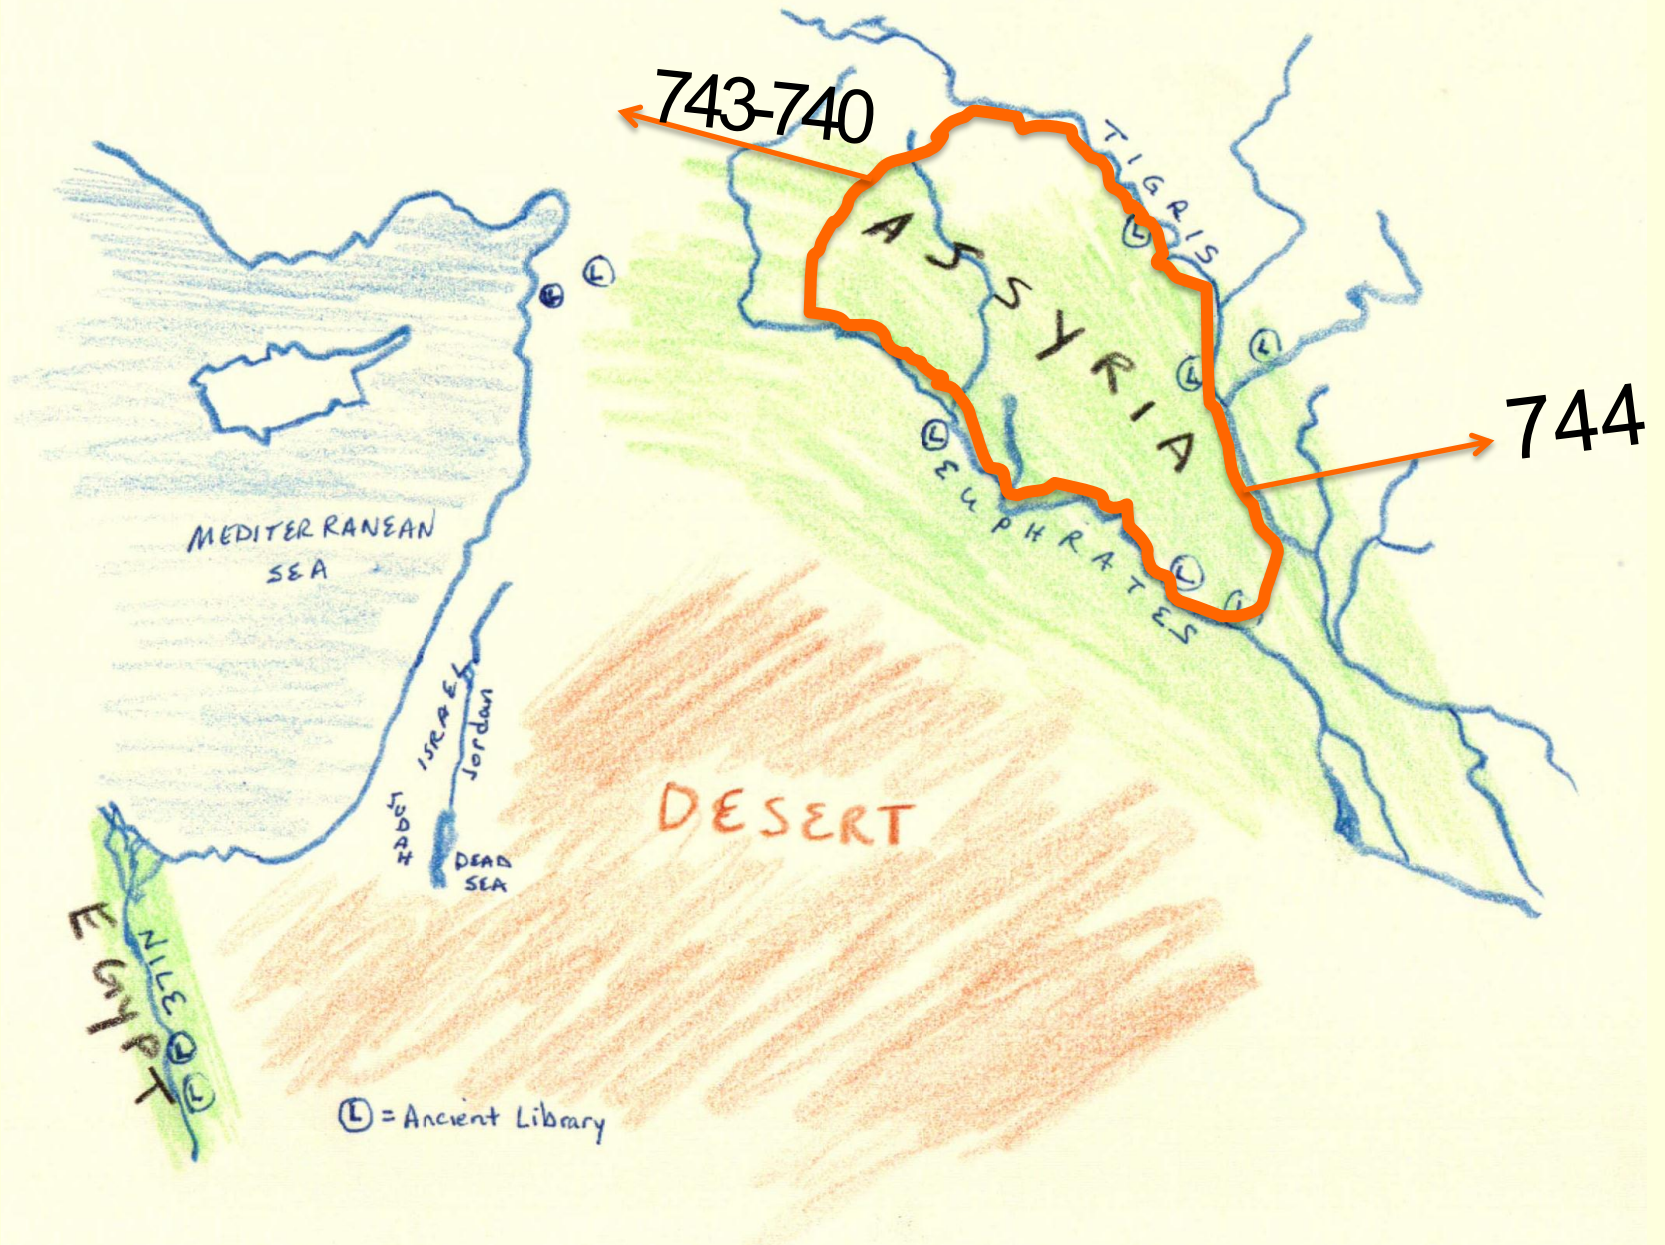 743-740
TIGRIS
L
ASSYRIA
L
L
L
L
L
744
L
EUPHRATES
MEDITERRANEAN
SEA
L
L
ISRAEL
Jordan
DESERT
JUDAH
DEAD
SEA
EGYPT
NILE
L
L
L = Ancient Library